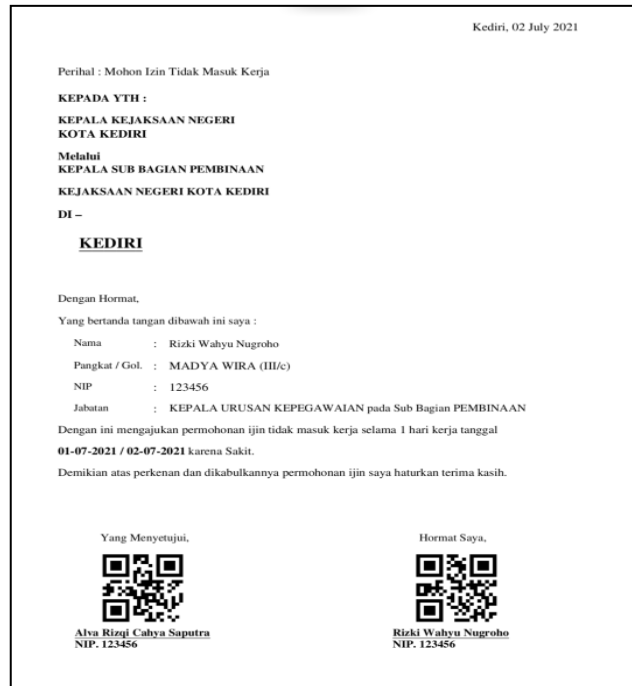 Kediri, 02 July 2021
Perihal : Mohon Izin Tidak Masuk Kerja
KEPADA YTH :
KEPALA KEJAKSAAN NEGERI
KOTA KEDIRI
Melalui
KEPALA SUB BAGIAN PEMBINAAN
KEJAKSAAN NEGERI KOTA KEDIRI
DI –
KEDIRI
Dengan Hormat,
Yang bertanda tangan dibawah ini saya :
Nama : Rizki Wahyu Nugroho
Pangkat / Gol. : MADYA WIRA (III/c)
NIP : 123456
Jabatan : KEPALA URUSAN KEPEGAWAIAN pada Sub Bagian PEMBINAAN
Dengan ini mengajukan permohonan ijin tidak masuk kerja selama 1 hari kerja tanggal
01-07-2021 / 02-07-2021 karena Sakit.
Demikian atas perkenan dan dikabulkannya permohonan ijin saya haturkan terima kasih.
Yang Menyetujui,
Alva Rizqi Cahya Saputra
NIP. 123456
Hormat Saya,
Rizki Wahyu Nugroho
NIP. 123456